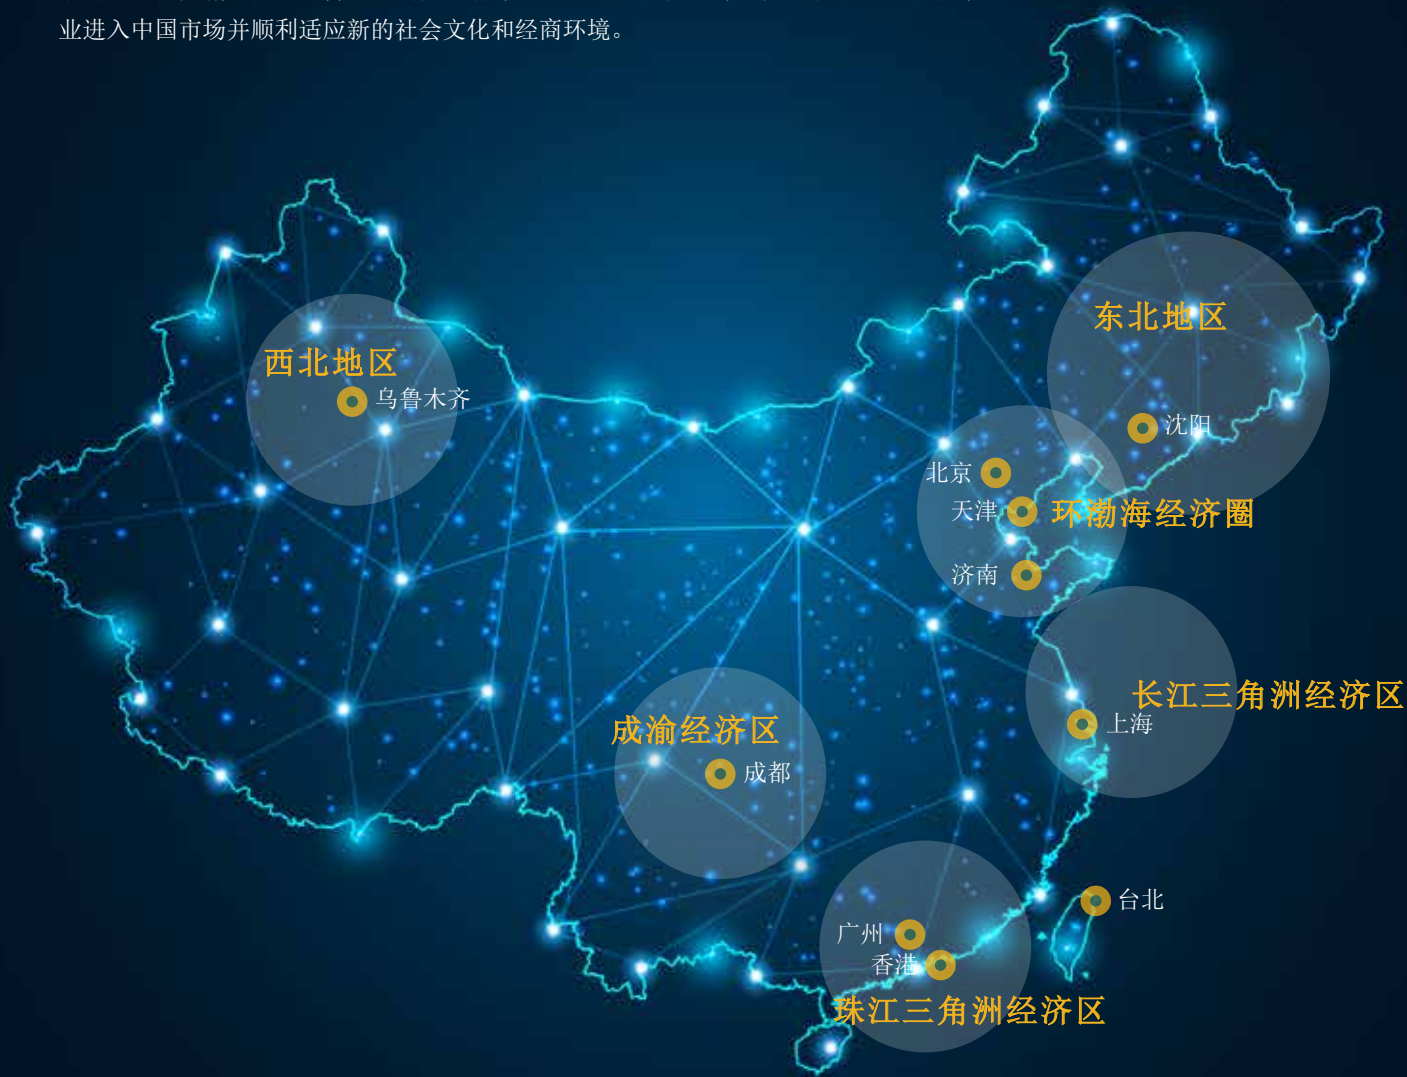 业进入中国市场并顺利适应新的社会文化和经商环境。
东北地区
西北地区
乌鲁木齐
沈阳
北京
天津
环渤海经济圈
济南
长江三角洲经济区
上海
成渝经济区
成都
台北
广州
香港
珠江三角洲经济区